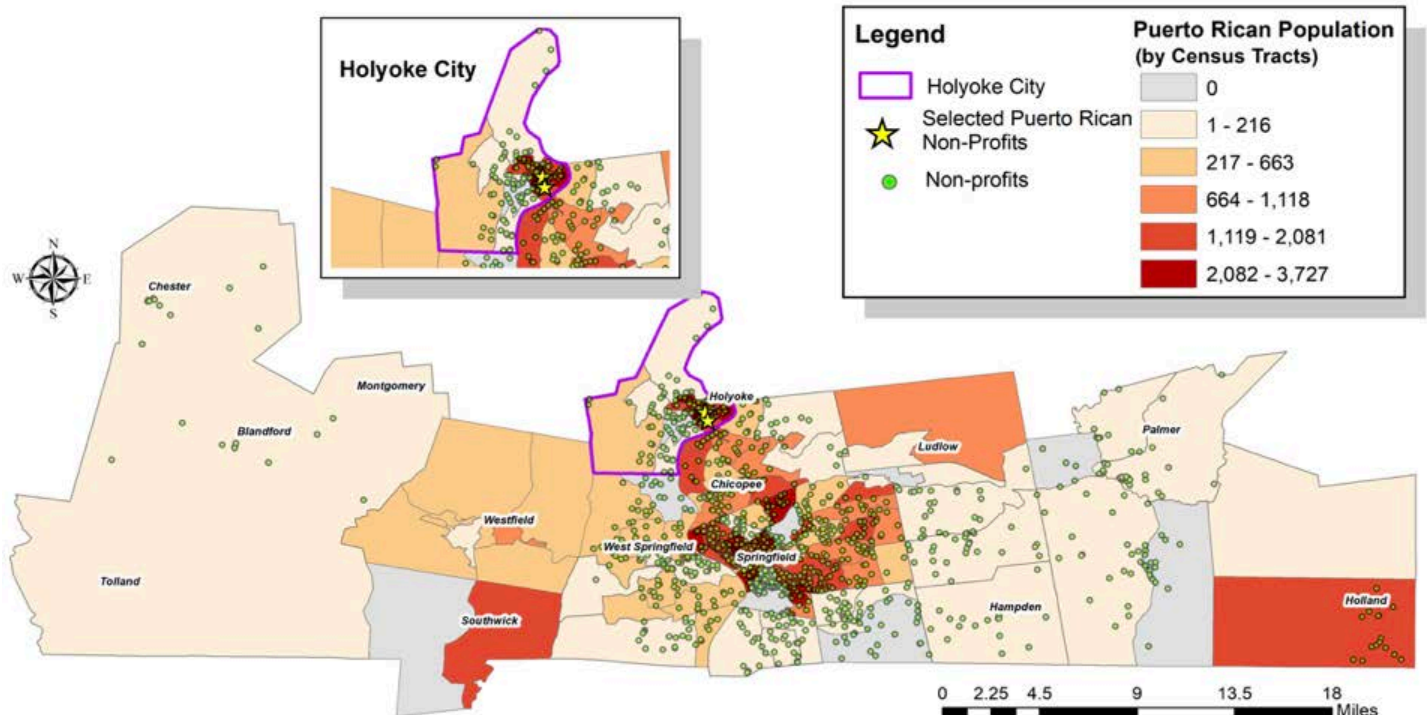 Holyoke City
Legend
Holyoke City
Selected Puerto Rican
Non-Profits
Non-profits
Puerto Rican Population
(by Census Tracts)
0
1 - 216
217 - 663
664 - 1,118
1,119 - 2,081
2,082 - 3,727
N
W
E
S
Chester
Montgomery
Blandford
Tolland
Westfield
Southwick
Holyoke
Chicopee
West Springfield
Springfield
Ludlow
Palmer
Hampden
Holland
0 2.25 4.5 9 13.5 18
Miles